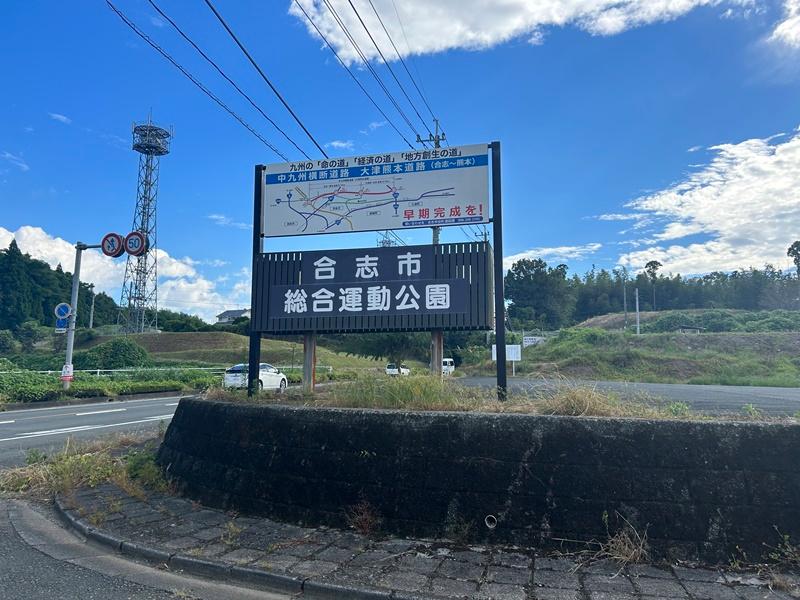 九州の「命の道」「経済の道」「地方創生の道」
中九州横断道路 大津熊本道路(合志~熊本)
早期完成を!
合志市
総合運動公園
50